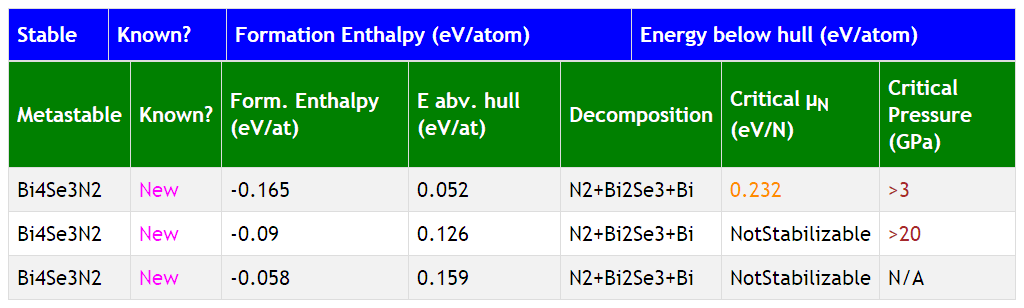 Stable Known? Formation Enthalpy (eV/atom) Energy below hull (eV/atom)
Metastable Known? Form. Enthalpy (eV/at) E abv. hull (eV/at) Decomposition Critical μN (eV/N) Critical Pressure (GPa)
Bi4Se3N2 New -0.165 0.052 N2+Bi2Se3+Bi 0.232 >3
Bi4Se3N2 New -0.09 0.126 N2+Bi2Se3+Bi NotStabilizable >20
Bi4Se3N2 New -0.058 0.159 N2+Bi2Se3+Bi NotStabilizable N/A